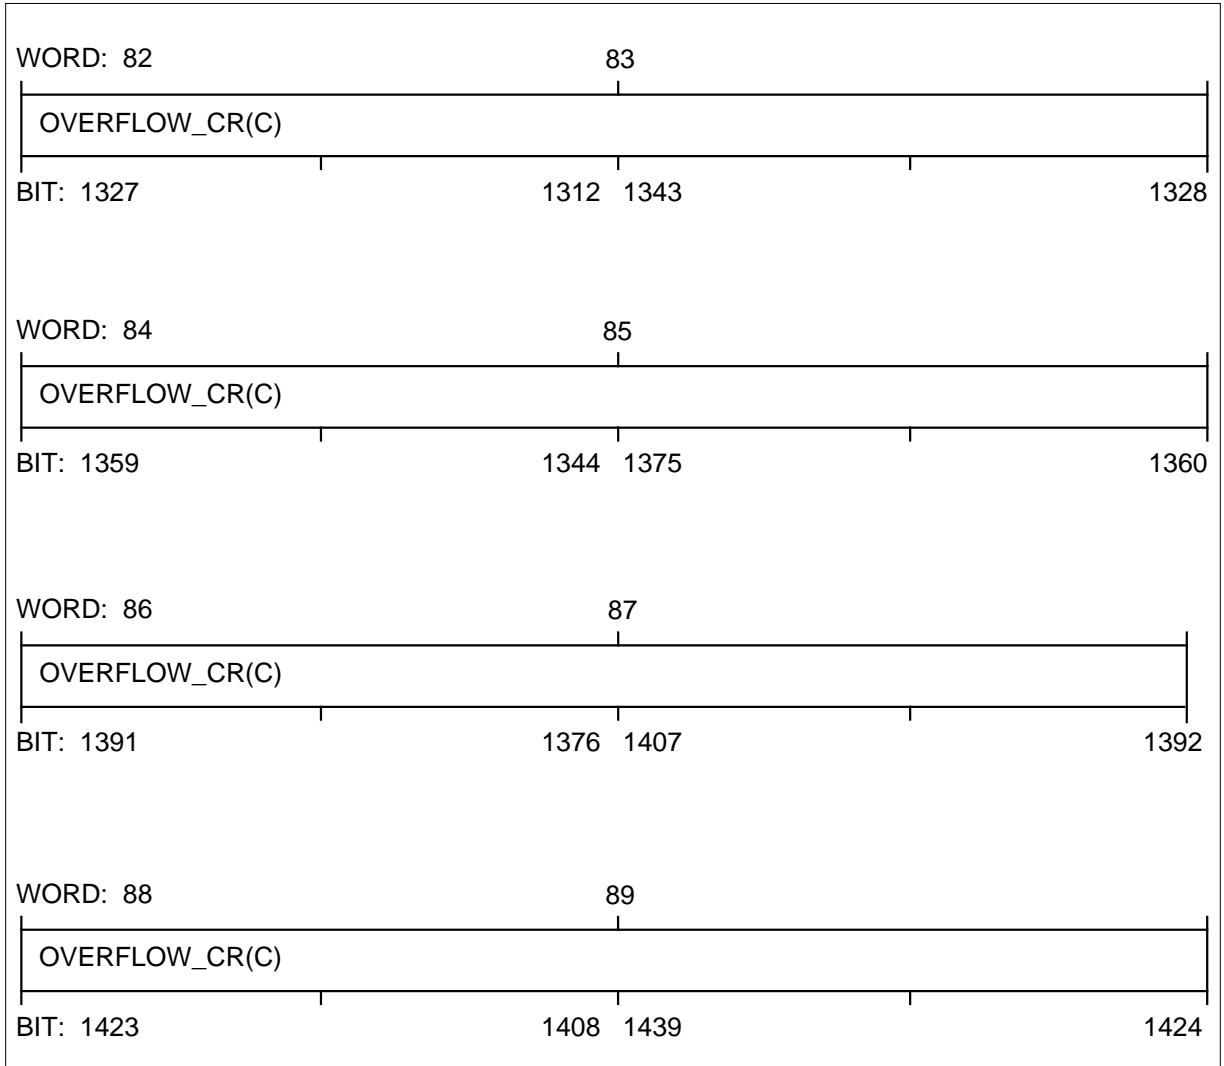 WORD: 82 83
OVERFLOW_CR(C)
BIT: 1327 1312 1343 1328
WORD: 84 85
OVERFLOW_CR(C)
BIT: 1359 1344 1375 1360
WORD: 86 87
OVERFLOW_CR(C)
BIT: 1391 1376 1407 1392
WORD: 88 89
OVERFLOW_CR(C)
BIT: 1423 1408 1439 1424